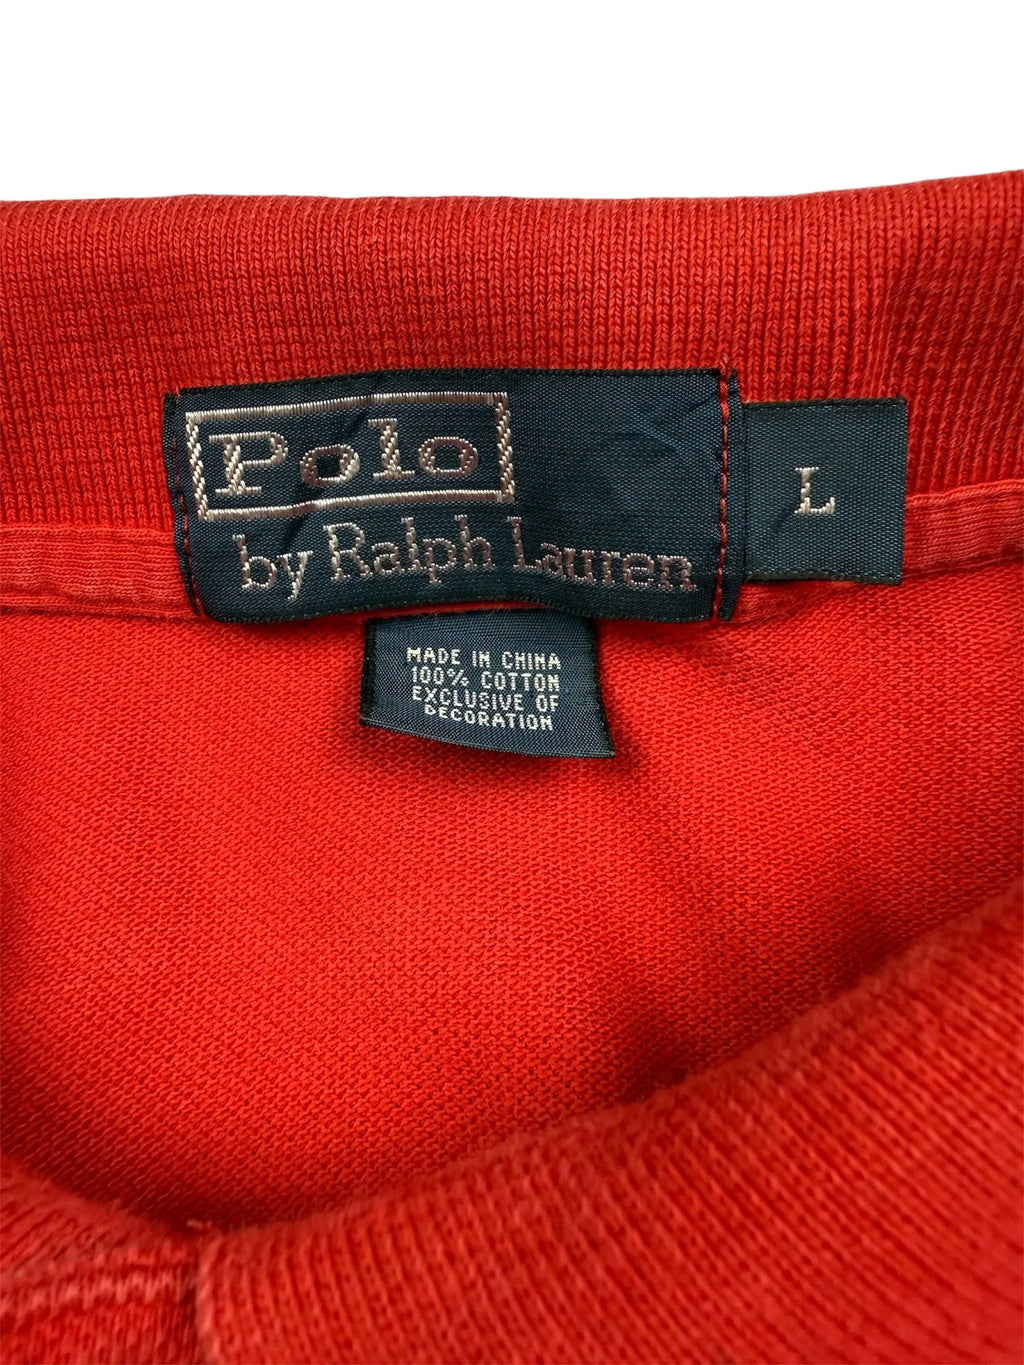 Polo
by Ralph Lauren
L
MADE IN CHINA
100% COTTON
EXCLUSIVE OF
DECORATION